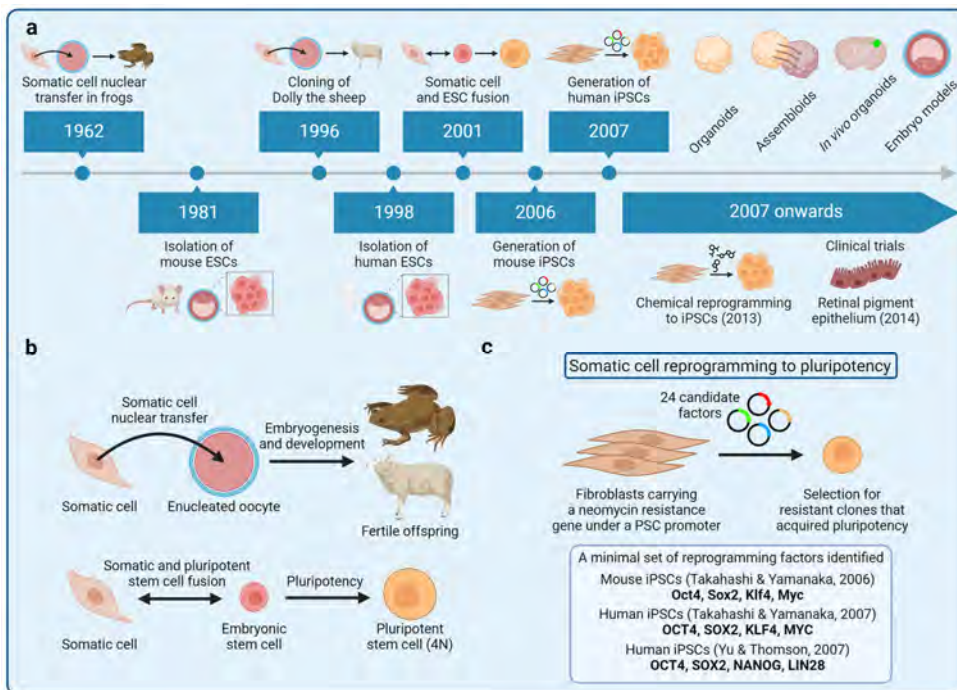 a
Somatic cell nuclear
transfer in frogs
Cloning of
Dolly the sheep
Somatic cell
and ESC fusion
Generation of
human iPSCs
Organoids
Assembloids
In vivo organoids
Embryo models
1962
1996
2001
2007
1981
1998
2006
2007 onwards
Isolation of
mouse ESCs
Isolation of
human ESCs
Generation of
mouse iPSCs
Chemical reprogramming
to iPSCs (2013)
Clinical trials
Retinal pigment
epithelium (2014)
b
Somatic cell
nuclear transfer
Embryogenesis
and development
Somatic cell
Enucleated oocyte
Fertile offspring
Somatic and pluripotent
stem cell fusion
Pluripotency
Somatic cell
Embryonic
stem cell
Pluripotent
stem cell (4N)
c
Somatic cell reprogramming to pluripotency
24 candidate
factors
Fibroblasts carrying
a neomycin resistance
gene under a PSC promoter
Selection for
resistant clones that
acquired pluripotency
A minimal set of reprogramming factors identified
Mouse iPSCs (Takahashi & Yamanaka, 2006)
Oct4, Sox2, Klf4, Myc
Human iPSCs (Takahashi & Yamanaka, 2007)
OCT4, SOX2, KLF4, MYC
Human iPSCs (Yu & Thomson, 2007)
OCT4, SOX2, NANOG, LIN28